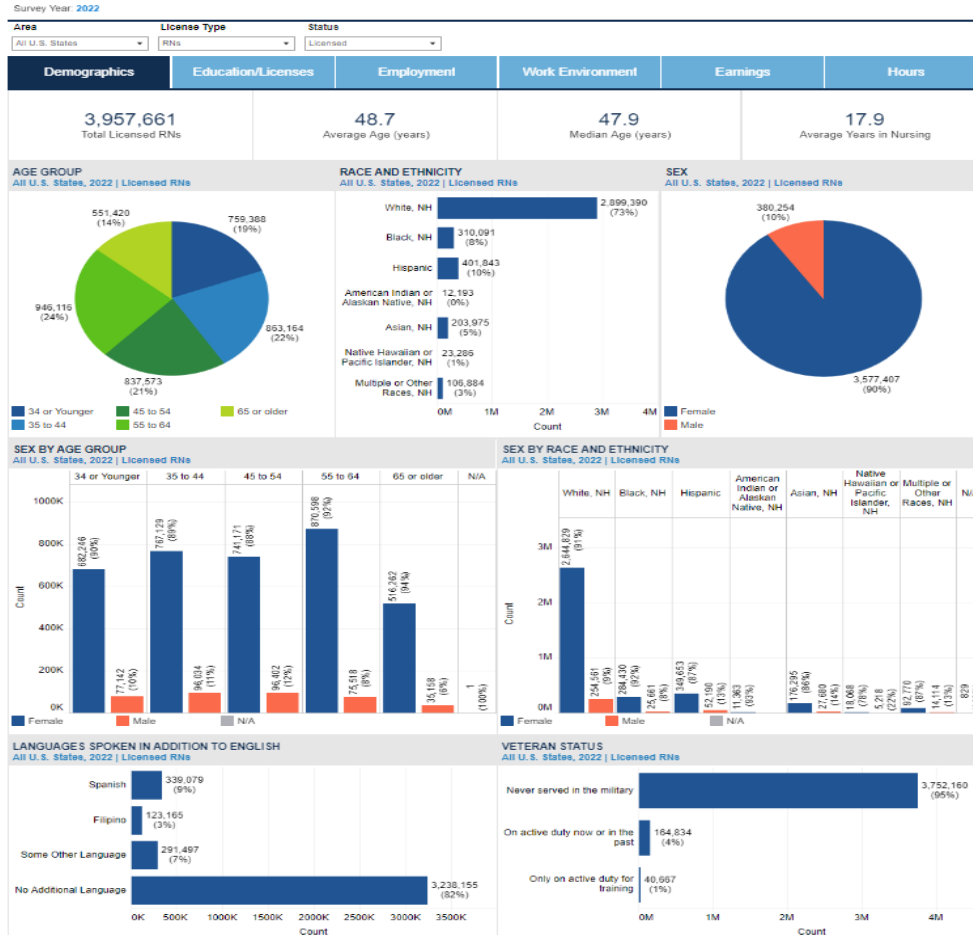 Survey Year: 2022
Area License Type Status
All U.S. States RNs Licensed
Demographics Education/Licenses Employment Work Environment Earnings Hours
3,957,661 48.7 47.9 17.9
Total Licensed RNs Average Age (years) Median Age (years) Average Years in Nursing
AGE GROUP
All U.S. States, 2022 | Licensed RNs
551,420
(14%)
759,388
(19%)
946,116
(24%)
863,164
(22%)
837,573
(21%)
34 or Younger 45 to 54 65 or older
35 to 44 55 to 64
RACE AND ETHNICITY
All U.S. States, 2022 | Licensed RNs
White, NH 2,899,390
(73%)
Black, NH 310,091
(8%)
Hispanic 401,843
(10%)
American Indian or 12,193
Alaskan Native, NH (0%)
Asian, NH 203,975
(5%)
Native Hawaiian or 23,286
Pacific Islander, NH (1%)
Multiple or Other 106,884
Races, NH (3%)
0M 1M 2M 3M 4M
Count
SEX
All U.S. States, 2022 | Licensed RNs
380,254
(10%)
3,577,407
(90%)
Female
Male
SEX BY AGE GROUP
All U.S. States, 2022 | Licensed RNs
34 or Younger 35 to 44 45 to 54 55 to 64 65 or older N/A
1000K
800K
600K
400K
200K
0K
Count
682,246
(90%)
77,142
(10%)
767,129
(89%)
96,034
(11%)
741,171
(88%)
96,402
(12%)
870,598
(92%)
75,518
(8%)
516,262
(94%)
35,158
(6%)
1
(100%)
Female Male N/A
SEX BY RACE AND ETHNICITY
All U.S. States, 2022 | Licensed RNs
White, NH Black, NH Hispanic
American
Indian or
Alaskan
Native, NH
Asian, NH
Native
Hawaiian or
Pacific
Islander,
NH
Multiple or
Other
Races, NH
3M
2M
1M
0M
Count
2,644,829
(91%)
254,561
(9%)
284,430
(92%)
25,661
(8%)
349,653
(87%)
52,190
(13%)
11,363
(93%)
176,295
(86%)
27,680
(14%)
18,068
(78%)
5,218
(22%)
92,770
(87%)
14,114
(13%)
829
Female Male N/A
LANGUAGES SPOKEN IN ADDITION TO ENGLISH
All U.S. States, 2022 | Licensed RNs
Spanish 339,079
(9%)
Filipino 123,165
(3%)
Some Other Language 291,497
(7%)
No Additional Language 3,238,155
(82%)
0K 500K 1000K 1500K 2000K 2500K 3000K 3500K
Count
VETERAN STATUS
All U.S. States, 2022 | Licensed RNs
Never served in the military 3,752,160
(95%)
On active duty now or in the 164,834
past (4%)
Only on active duty for 40,667
training (1%)
0M 1M 2M 3M 4M
Count